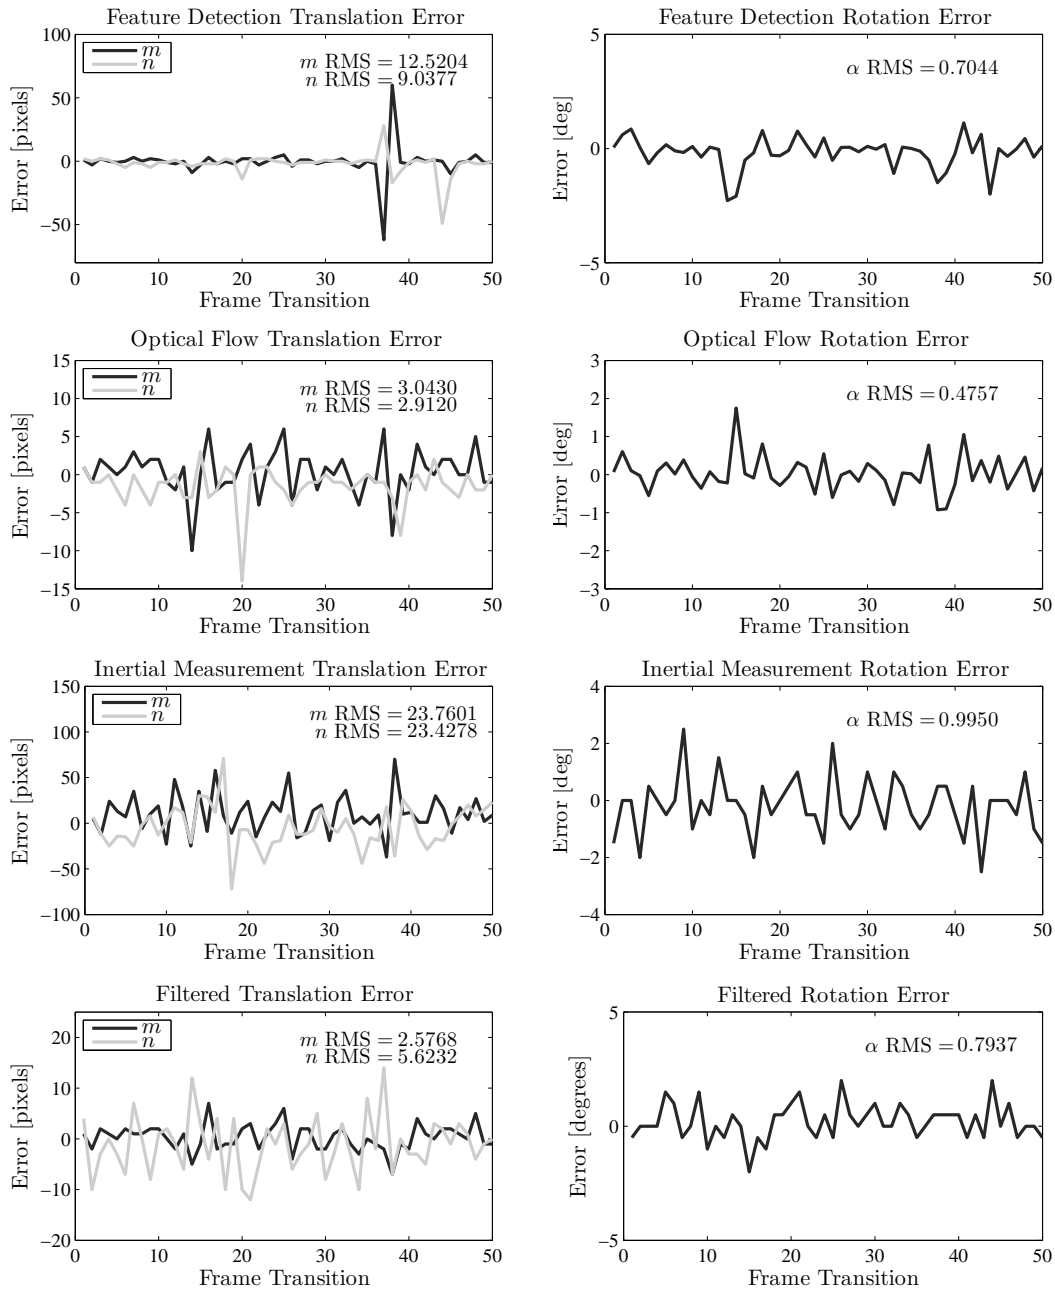 Feature Detection Translation Error
Error [pixels]
100
50
0
−50
m
n
m RMS = 12.5204
n RMS = 9.0377
0 10 20 30 40 50
Frame Transition
Feature Detection Rotation Error
Error [deg]
5
0
−5
α RMS = 0.7044
0 10 20 30 40 50
Frame Transition
Optical Flow Translation Error
Error [pixels]
15
10
5
0
−5
−10
−15
m
n
m RMS = 3.0430
n RMS = 2.9120
0 10 20 30 40 50
Frame Transition
Optical Flow Rotation Error
Error [deg]
3
2
1
0
−1
−2
−3
α RMS = 0.4757
0 10 20 30 40 50
Frame Transition
Inertial Measurement Translation Error
Error [pixels]
150
100
50
0
−50
−100
m
n
m RMS = 23.7601
n RMS = 23.4278
0 10 20 30 40 50
Frame Transition
Inertial Measurement Rotation Error
Error [deg]
4
2
0
−2
−4
α RMS = 0.9950
0 10 20 30 40 50
Frame Transition
Filtered Translation Error
Error [pixels]
20
10
0
−10
−20
m
n
m RMS = 2.5768
n RMS = 5.6232
0 10 20 30 40 50
Frame Transition
Filtered Rotation Error
Error [degrees]
5
0
−5
α RMS = 0.7937
0 10 20 30 40 50
Frame Transition